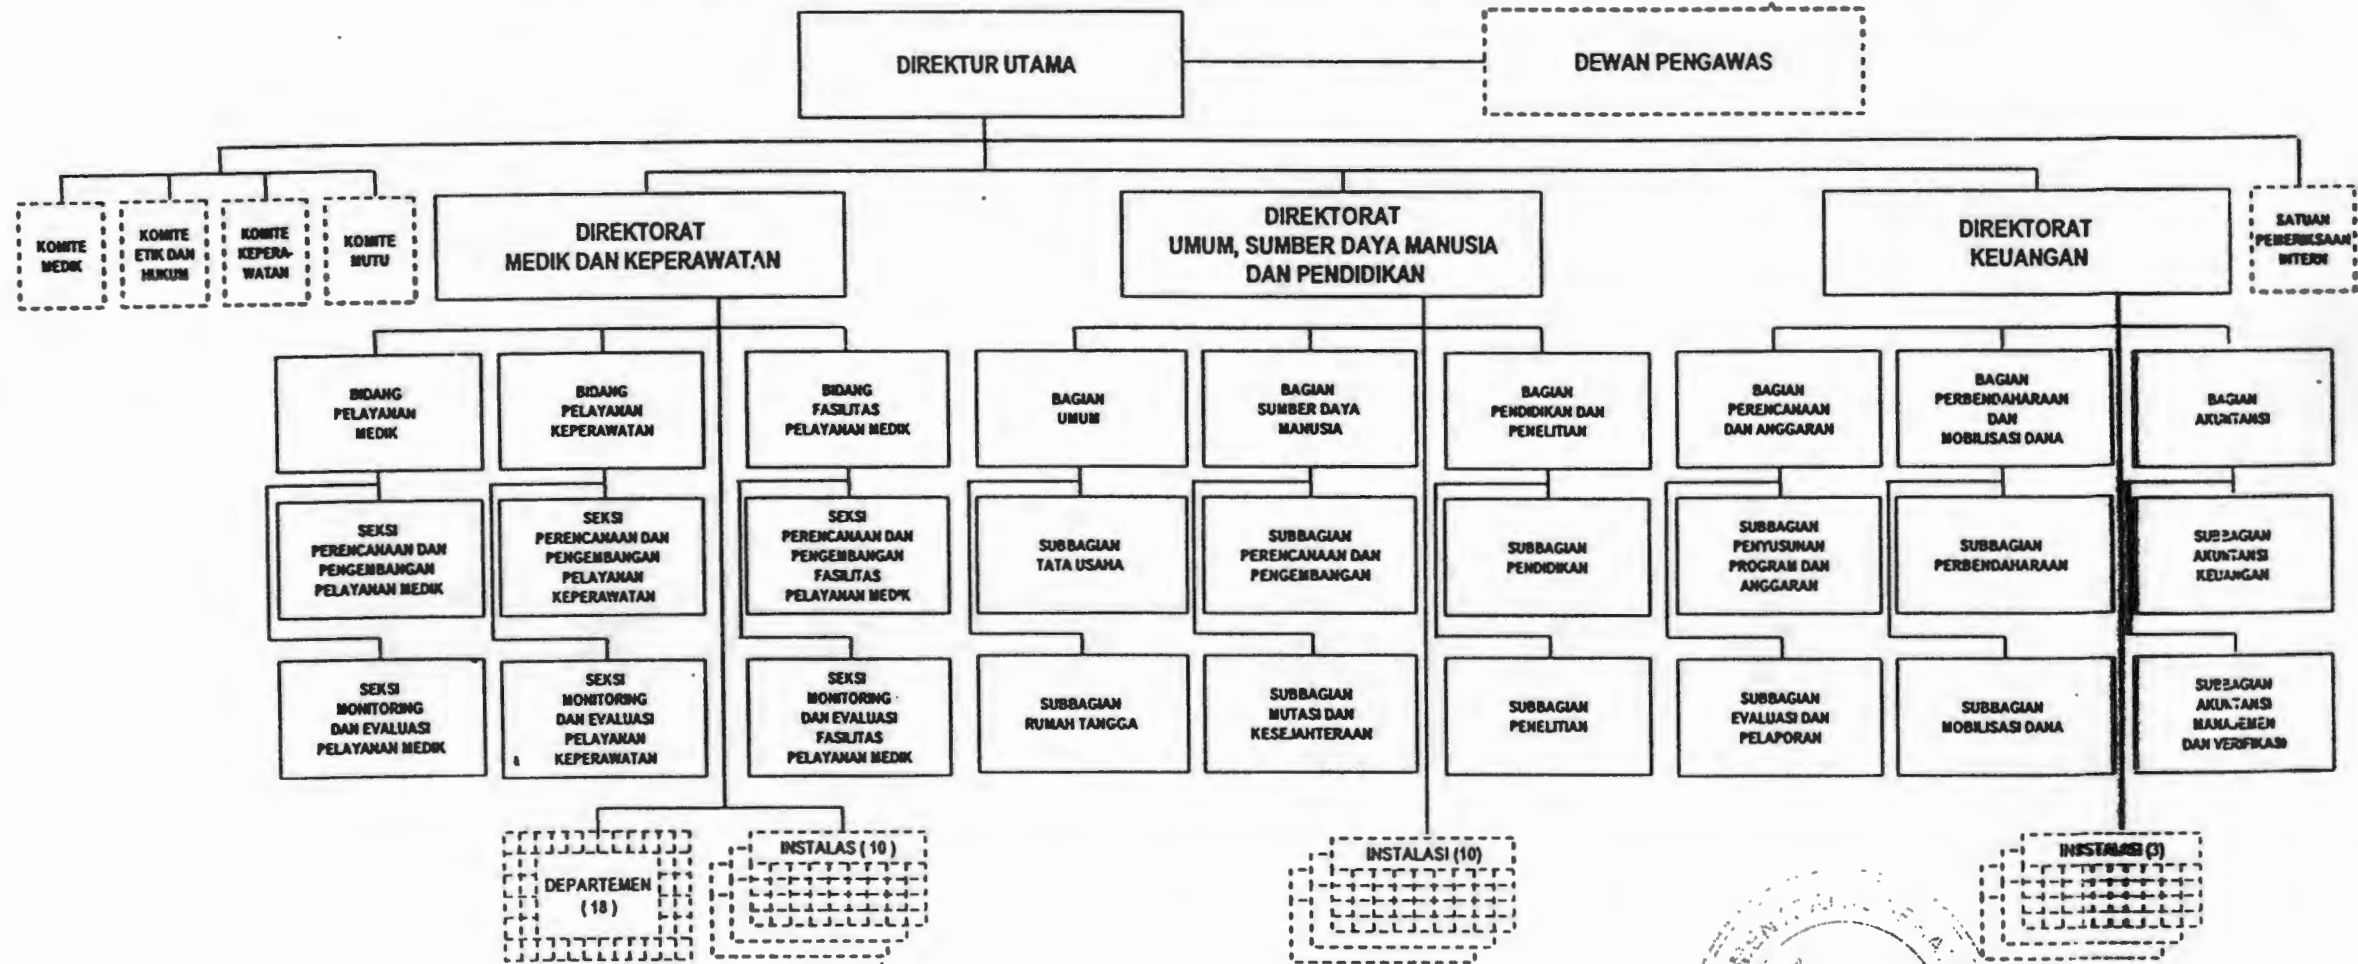 DIREKTUR UTAMA
DEWAN PENGAWAS
KOMITE
MEDIK
KOMITE
ETIK DAN
HUKUM
KOMITE
KEPERA-
WATAN
KOMITE
MUTU
DIREKTORAT
MEDIK DAN KEPERAWATAN
DIREKTORAT
UMUM, SUMBER DAYA MANUSIA
DAN PENDIDIKAN
DIREKTORAT
KEUANGAN
SATUAN
PEMERIKSAAN
INTERN
BIDANG
PELAYANAN
MEDIK
BIDANG
PELAYANAN
KEPERAWATAN
BIDANG
FASILITAS
PELAYANAN MEDIK
BAGIAN
UMUM
BAGIAN
SUMBER DAYA
MANUSIA
BAGIAN
PENDIDIKAN DAN
PENELITIAN
BAGIAN
PERENCANAAN
DAN ANGGARAN
BAGIAN
PERBENDAHARAAN
DAN
MOBILISASI DANA
BAGIAN
AKUNTANSI
SEKSI
PERENCANAAN DAN
PENGEMBANGAN
PELAYANAN MEDIK
SEKSI
PERENCANAAN DAN
PENGEMBANGAN
PELAYANAN
KEPERAWATAN
SEKSI
PERENCANAAN DAN
PENGEMBANGAN
FASILITAS
PELAYANAN MEDIK
SUBBAGIAN
TATA USAHA
SUBBAGIAN
PERENCANAAN DAN
PENGEMBANGAN
SUBBAGIAN
PENDIDIKAN
SUBBAGIAN
PENYUSUNAN
PROGRAM DAN
ANGGARAN
SUBBAGIAN
PERBENDAHARAAN
SUBBAGIAN
AKUNTANSI
KEUANGAN
SEKSI
MONITORING
DAN EVALUASI
PELAYANAN MEDIK
SEKSI
MONITORING
DAN EVALUASI
PELAYANAN
KEPERAWATAN
SEKSI
MONITORING
DAN EVALUASI
FASILITAS
PELAYANAN MEDIK
SUBBAGIAN
RUMAH TANGGA
SUBBAGIAN
MUTASI DAN
KESEJAHTERAAN
SUBBAGIAN
PENELITIAN
SUBBAGIAN
EVALUASI DAN
PELAPORAN
SUBBAGIAN
MOBILISASI DANA
SUBBAGIAN
AKUNTANSI
MANAJEMEN
DAN VERIFIKASI
DEPARTEMEN
( 18 )
INSTALAS ( 10 )
INSTALASI (10)
INSTALASI (3)